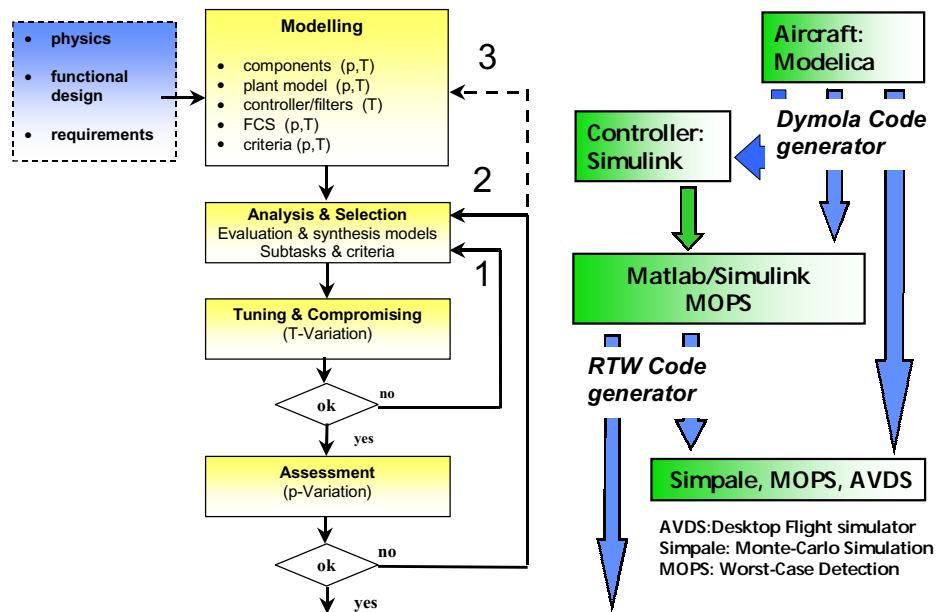 • physics
• functional
design
• requirements
Modelling
• components (p,T)
• plant model (p,T)
• controller/filters (T)
• FCS (p,T)
• criteria (p,T)
3
2
Analysis & Selection
Evaluation & synthesis models
Subtasks & criteria
1
Tuning & Compromising
(T-Variation)
ok
no
yes
Assessment
(p-Variation)
ok
no
yes
Aircraft:
Modelica
Dymola Code
generator
Controller:
Simulink
Matlab/Simulink
MOPS
RTW Code
generator
Simpale, MOPS, AVDS
AVDS:Desktop Flight simulator
Simpale: Monte-Carlo Simulation
MOPS: Worst-Case Detection